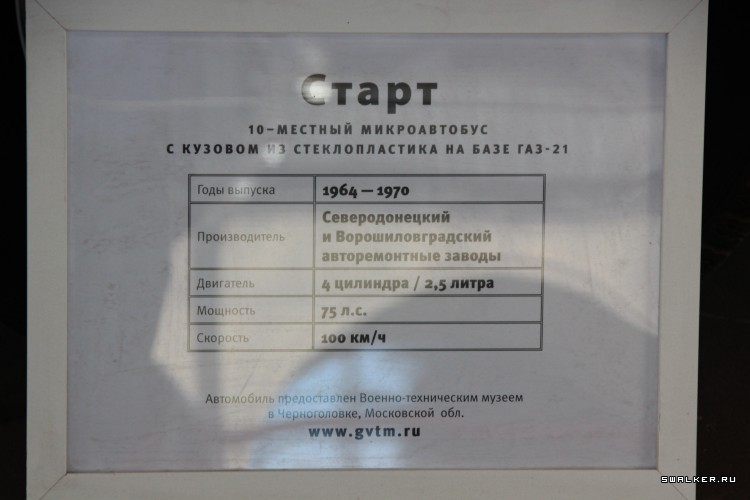 Старт
10-МЕСТНЫЙ МИКРОАВТОБУС
С КУЗОВОМ ИЗ СТЕКЛОПЛАСТИКА НА БАЗЕ ГАЗ-21
Годы выпуска 1964 — 1970
Производитель Северодонецкий
и Ворошиловградский
авторемонтные заводы
Двигатель 4 цилиндра / 2,5 литра
Мощность 75 л.с.
Скорость 100 км/ч
Автомобиль предоставлен Военно-техническим музеем
в Черноголовке, Московской обл.
www.gvtm.ru
SWALKER.RU